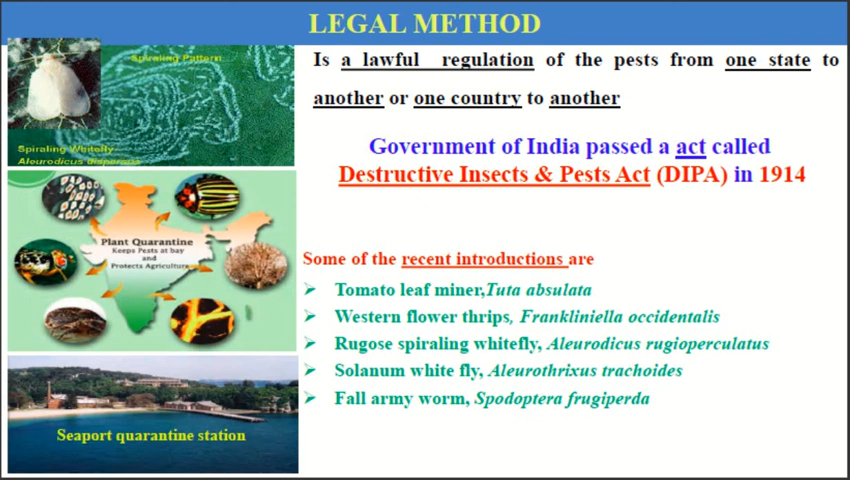 LEGAL METHOD
Spiraling Pattern
Spiraling Whitefly
Aleurodicus dispersus
Is a lawful regulation of the pests from one state to
another or one country to another
Government of India passed a act called
Destructive Insects & Pests Act (DIPA) in 1914
Plant Quarantine
Keeps Pests at bay
and
Protects Agriculture
Some of the recent introductions are
➢ Tomato leaf miner,Tuta absulata
➢ Western flower thrips, Frankliniella occidentalis
➢ Rugose spiraling whitefly, Aleurodicus rugioperculatus
➢ Solanum white fly, Aleurothrixus trachoides
➢ Fall army worm, Spodoptera frugiperda
Seaport quarantine station